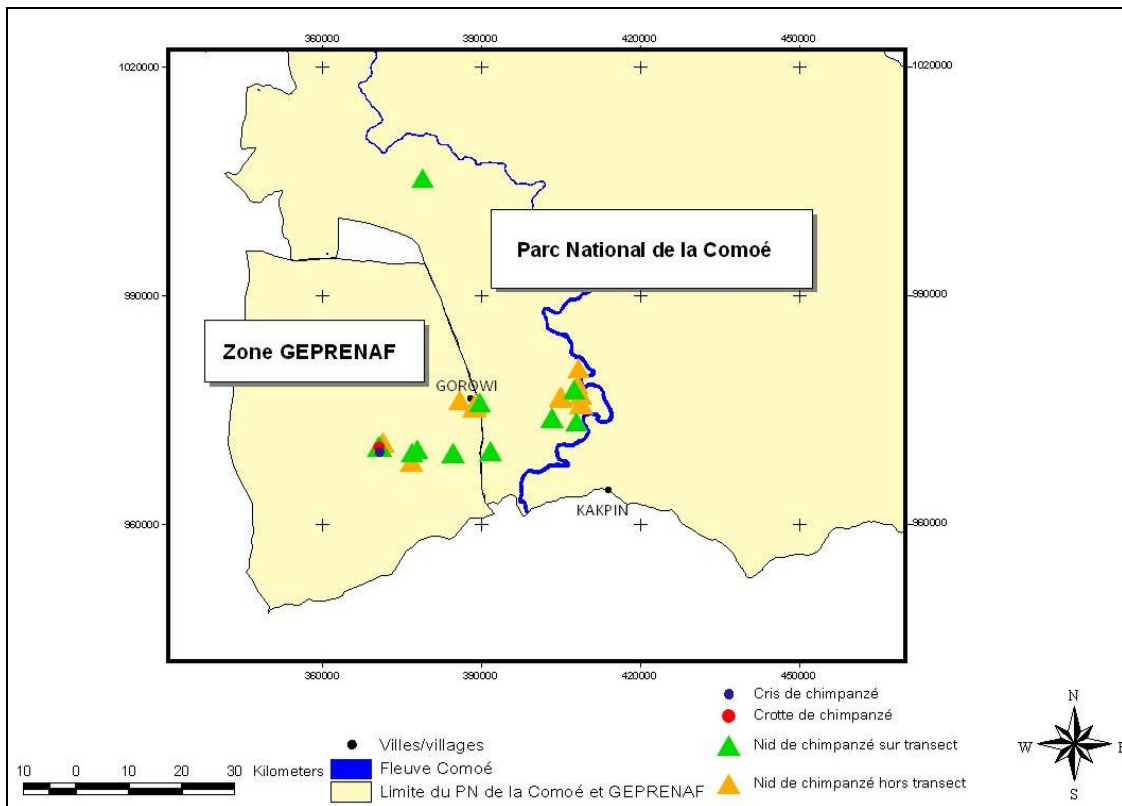 360000 390000 420000 450000
1020000 1020000
Parc National de la Comoé
990000 990000
Zone GEPRENAF
GOROWI
KAKPIN
960000 960000
360000 390000 420000 450000
Cris de chimpanzé
Crotte de chimpanzé
Nid de chimpanzé sur transect
Nid de chimpanzé hors transect
Villes/villages
Fleuve Comoé
Limite du PN de la Comoé et GEPRENAF
10 0 10 20 30 Kilometers
N
W E
S